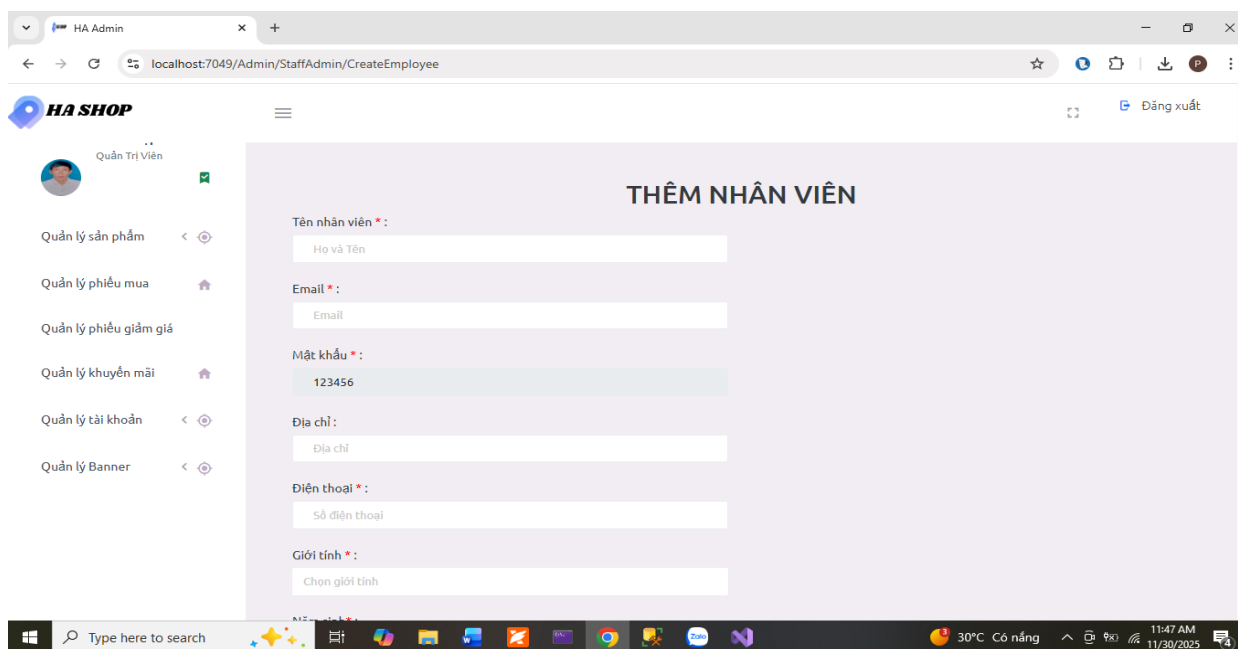 HA Admin
localhost:7049/Admin/StaffAdmin/CreateEmployee
P
HA SHOP
Đăng xuất
Quản Trị Viên
THÊM NHÂN VIÊN
Tên nhân viên * :
Họ và Tên
Quản lý sản phẩm
Quản lý phiếu mua
Email * :
Email
Quản lý phiếu giảm giá
Mật khẩu * :
123456
Quản lý khuyến mãi
Địa chỉ :
Địa chỉ
Quản lý tài khoản
Quản lý Banner
Điện thoại * :
Số điện thoại
Giới tính * :
Chọn giới tính
Type here to search
Zalo
3
30°C Có nắng
11:47 AM
11/30/2025
4